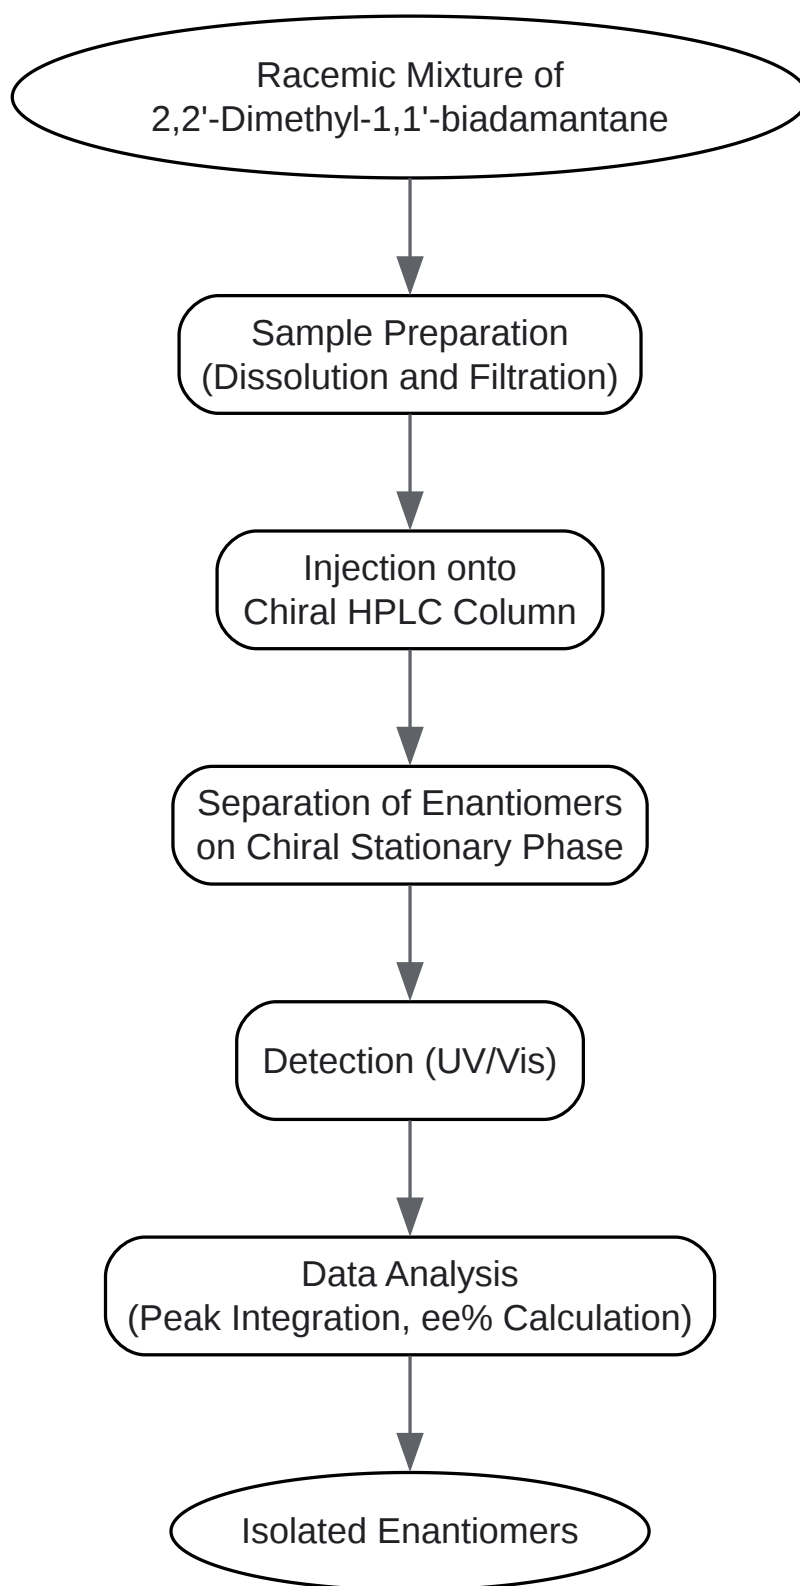 Racemic Mixture of
2,2'-Dimethyl-1,1'-biadamantane
Sample Preparation
(Dissolution and Filtration)
Injection onto
Chiral HPLC Column
Separation of Enantiomers
on Chiral Stationary Phase
Detection (UV/Vis)
Data Analysis
(Peak Integration, ee% Calculation)
Isolated Enantiomers